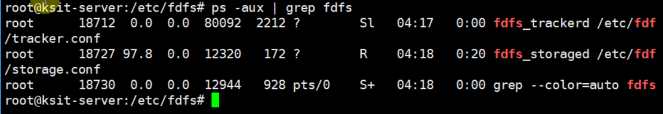 root@ksit-server:/etc/fdfs# ps -aux | grep fdfs
root     18712  0.0  0.0  80092  2212 ?        Sl   04:17   0:00 fdfs_trackerd /etc/fdf
/tracker.conf
root     18727 97.8  0.0  12320   172 ?        R    04:18   0:20 fdfs_storaged /etc/fdf
/storage.conf
root     18730  0.0  0.0  12944   928 pts/0    S+   04:18   0:00 grep --color=auto fdfs
root@ksit-server:/etc/fdfs#